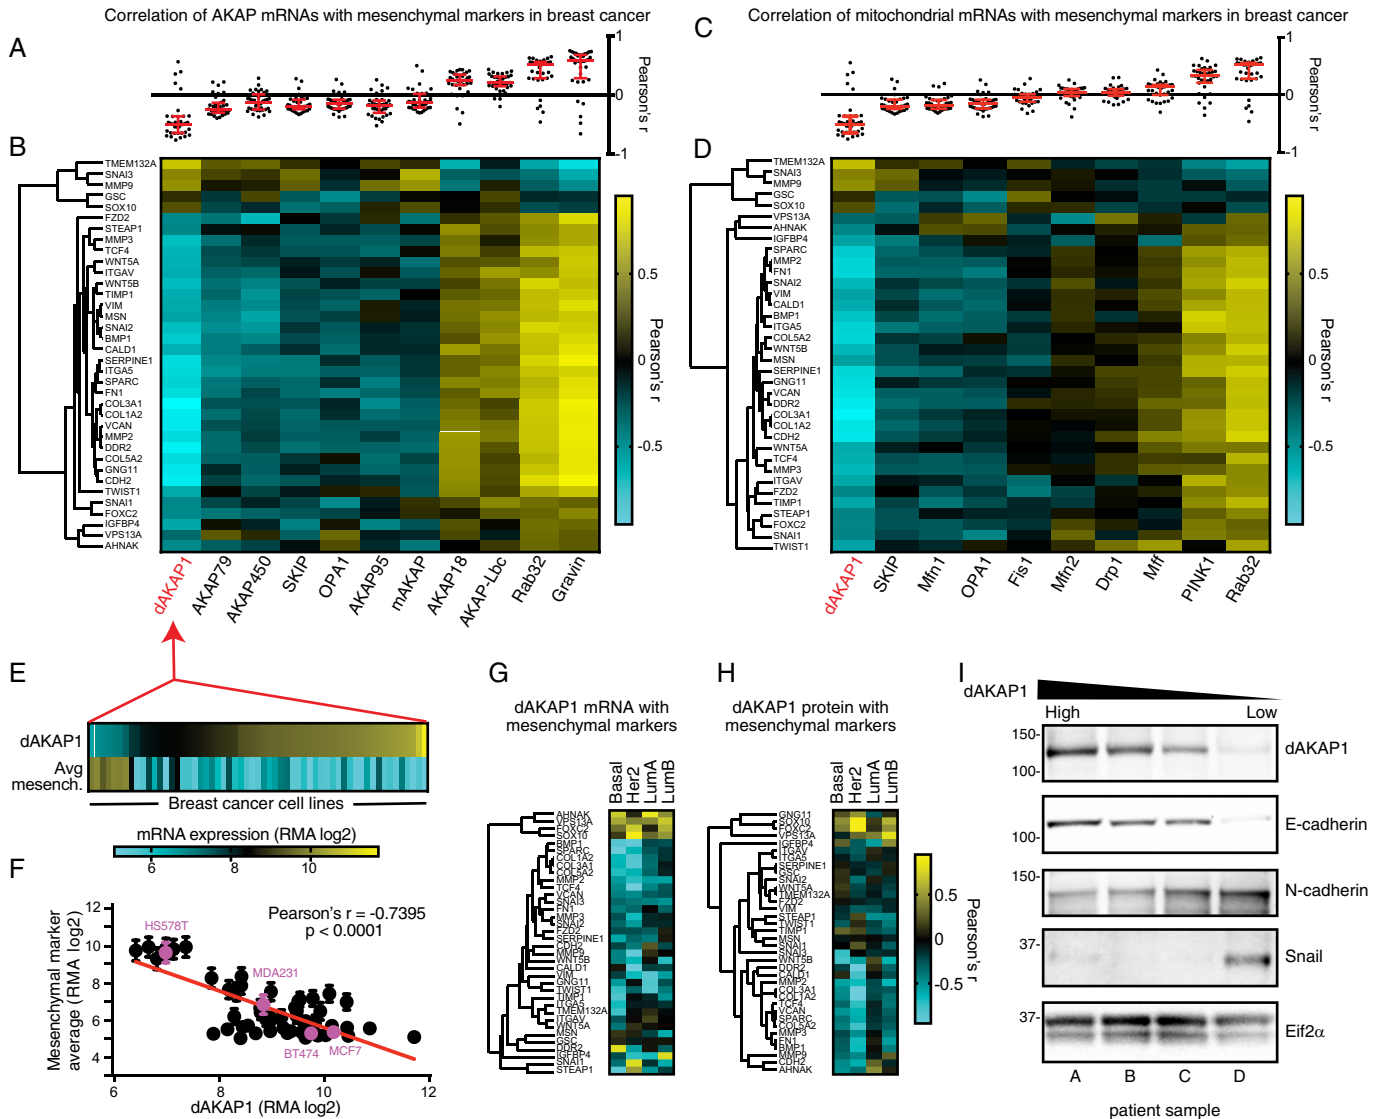 Correlation of AKAP mRNAs with mesenchymal markers in breast cancer
A
1
0
-1
Pearson's r
B
TMEM132A
SNAI3
MMP9
GSC
SOX10
FZD2
STEAP1
MMP3
TCF4
WNT5A
ITGAV
WNT5B
TIMP1
VIM
MSN
SNAI2
BMP1
CALD1
SERPINE1
ITGA5
SPARC
FN1
COL3A1
COL1A2
VCAN
MMP2
DDR2
COL5A2
GNG11
CDH2
TWIST1
SNAI1
FOXC2
IGFBP4
VPS13A
AHNAK
dAKAP1
AKAP79
AKAP450
SKIP
OPA1
AKAP95
mAKAP
AKAP18
AKAP-Lbc
Rab32
Gravin
0.5
0
-0.5
Pearson's r
Correlation of mitochondrial mRNAs with mesenchymal markers in breast cancer
C
1
0
-1
Pearson's r
D
TMEM132A
SNAI3
MMP9
GSC
SOX10
VPS13A
AHNAK
IGFBP4
SPARC
MMP2
FN1
SNAI2
VIM
CALD1
BMP1
ITGA5
COL5A2
WNT5B
MSN
SERPINE1
GNG11
VCAN
DDR2
COL3A1
COL1A2
CDH2
WNT5A
TCF4
MMP3
ITGAV
FZD2
TIMP1
STEAP1
FOXC2
SNAI1
TWIST1
dAKAP1
SKIP
Mfn1
OPA1
Fis1
Mfn2
Drp1
Mff
PINK1
Rab32
0.5
0
-0.5
Pearson's r
E
dAKAP1
Avg
mesench.
Breast cancer cell lines
mRNA expression (RMA log2)
6
8
10
F
Pearson's r = -0.7395
p < 0.0001
HS578T
MDA231
BT474
MCF7
12
10
8
6
4
Mesenchymal marker
average (RMA log2)
6
8
10
12
dAKAP1 (RMA log2)
G
dAKAP1 mRNA with
mesenchymal markers
Basal
Her2
LumA
LumB
AHNAK
VPS13A
FOXC2
SOX10
BMP1
SPARC
COL1A2
COL3A1
COL5A2
MMP2
TCF4
VCAN
SNAI3
FN1
MMP3
SNAI2
FZD2
SERPINE1
CDH2
MMP9
WNT5B
CALD1
VIM
GNG11
TWIST1
TIMP1
ITGA5
TMEM132A
ITGAV
WNT5A
MSN
GSC
DDR2
IGFBP4
SNAI1
STEAP1
H
dAKAP1 protein with
mesenchymal markers
Basal
Her2
LumA
LumB
GNG11
SOX10
FOXC2
VPS13A
IGFBP4
ITGAV
ITGA5
SERPINE1
GSC
SNAI2
WNT5A
TMEM132A
FZD2
VIM
STEAP1
TWIST1
TIMP1
MSN
SNAI1
SNAI3
WNT5B
DDR2
CALD1
MMP2
COL3A1
COL1A2
TCF4
VCAN
SPARC
COL5A2
MMP3
FN1
BMP1
MMP9
CDH2
AHNAK
0.5
0
-0.5
Pearson's r
I
dAKAP1
High
Low
150-
100-
dAKAP1
100-
E-cadherin
150-
N-cadherin
37-
Snail
37-
Eif2α
A
B
C
D
patient sample